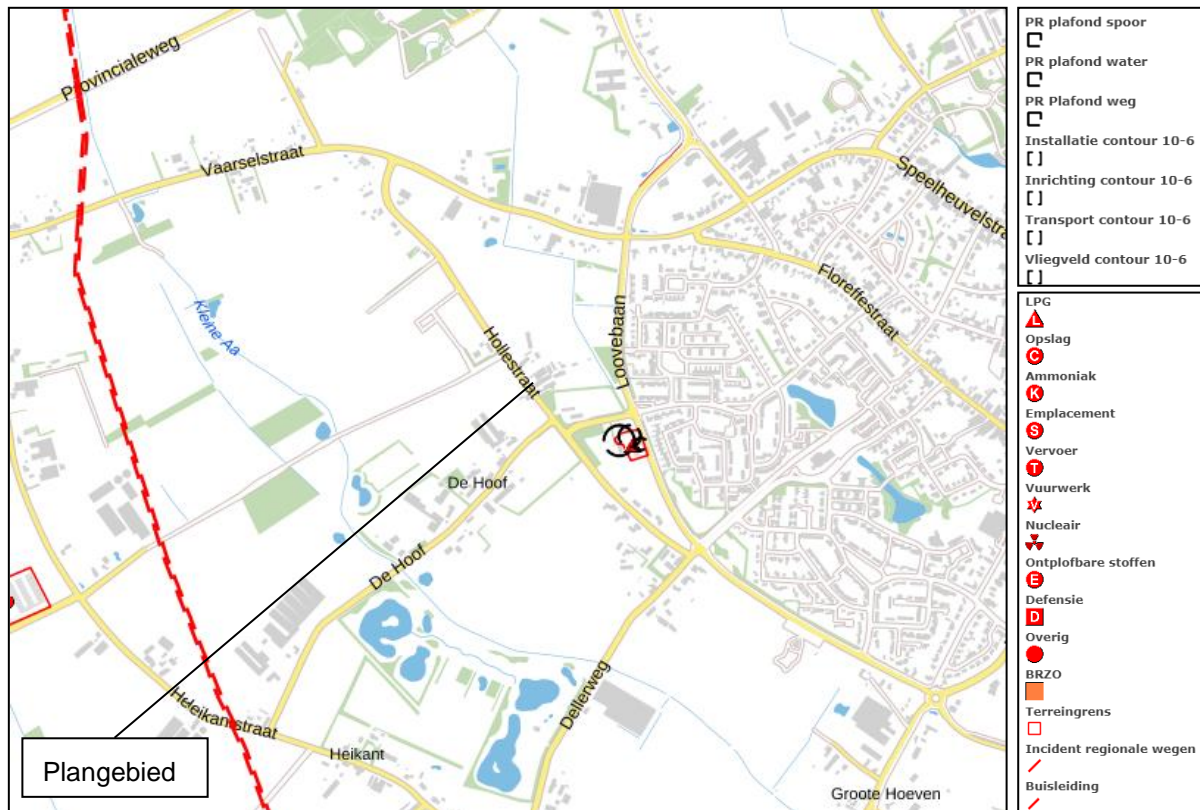 Provincialeweg
Vaarselstraat
Speelheuvelstra
Floreffestraat
Kleine Aa
Hollestraat
Loovebaan
De Hoof
De Hoof
Dellerweg
Heikantstraat
Heikant
Groote Hoeven
Plangebied
PR plafond spoor
PR plafond water
PR Plafond weg
Installatie contour 10-6
Inrichting contour 10-6
Transport contour 10-6
Vliegveld contour 10-6
LPG
L
Opslag
C
Ammoniak
K
Emplacement
S
Vervoer
T
Vuurwerk
V
Nucleair
Ontplofbare stoffen
E
Defensie
D
Overig
BRZO
Terreingrens
Incident regionale wegen
Buisleiding